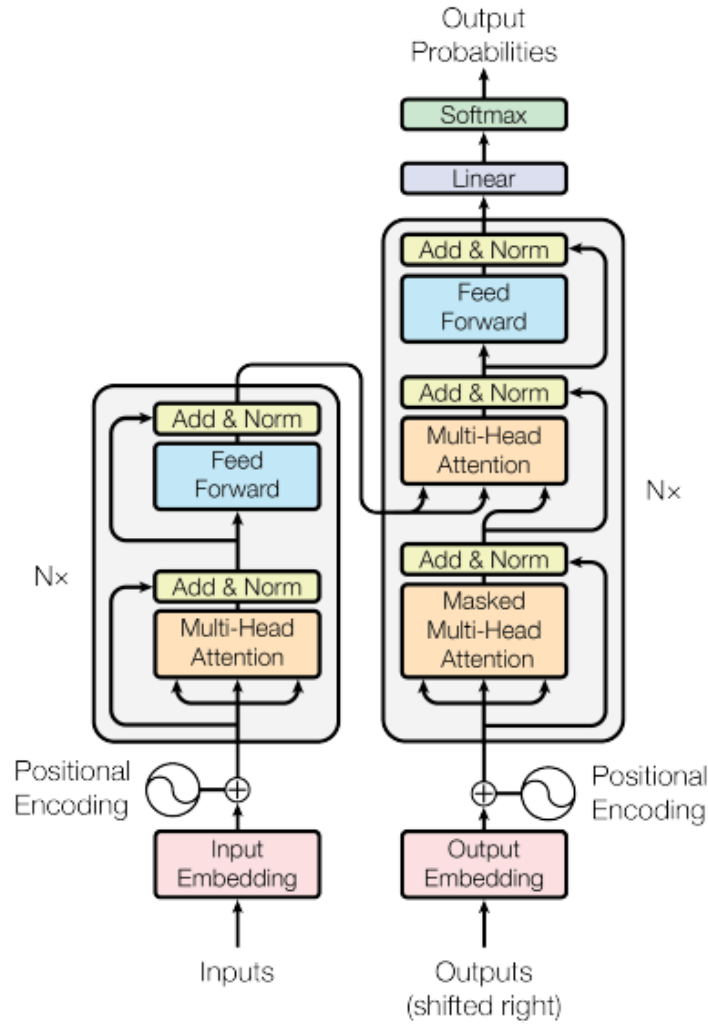 Output
Probabilities
Softmax
Linear
Add & Norm
Feed
Forward
Add & Norm
Multi-Head
Attention
Nx
Add & Norm
Masked
Multi-Head
Attention
Add & Norm
Feed
Forward
Nx
Add & Norm
Multi-Head
Attention
Positional
Encoding
Positional
Encoding
Input
Embedding
Output
Embedding
Inputs
Outputs
(shifted right)